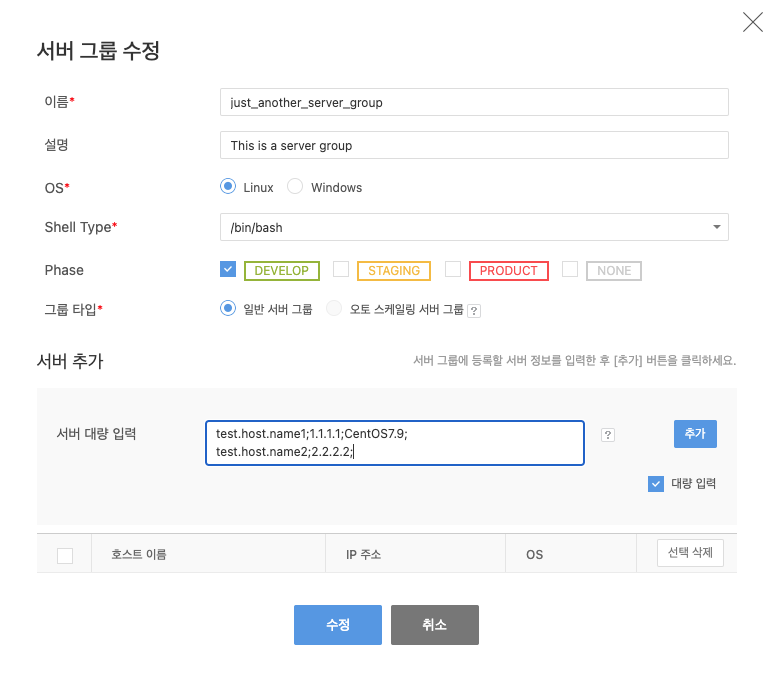 서버 그룹 수정
이름*
just_another_server_group
설명
This is a server group
OS*
Linux
Windows
Shell Type*
/bin/bash
Phase
DEVELOP
STAGING
PRODUCT
NONE
그룹 타입*
일반 서버 그룹
오토 스케일링 서버 그룹 ?
서버 추가
서버 그룹에 등록할 서버 정보를 입력한 후 [추가] 버튼을 클릭하세요.
서버 대량 입력
test.host.name1;1.1.1.1;CentOS7.9;
test.host.name2;2.2.2.2;
?
추가
대량 입력
호스트 이름
IP 주소
OS
선택 삭제
수정
취소